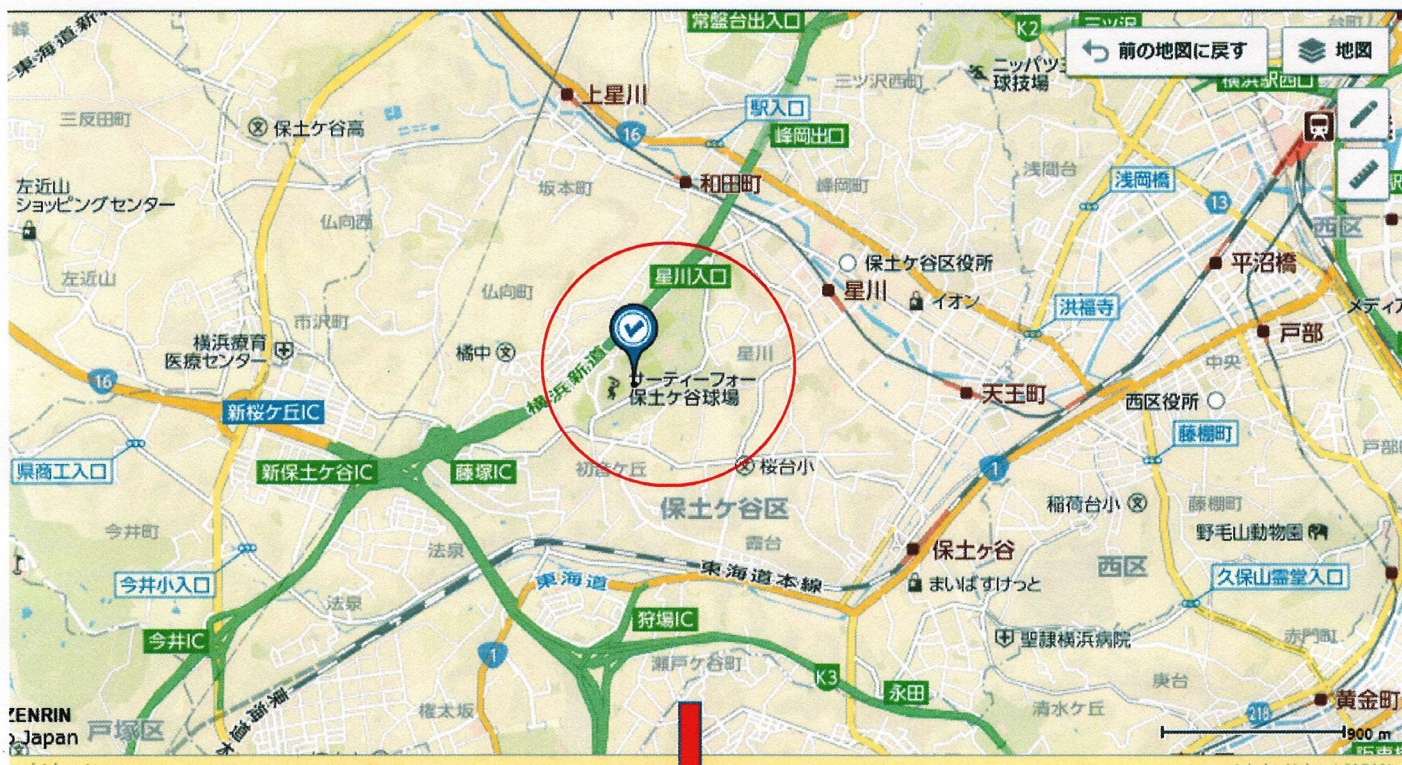 東海道新
常盤台出入口
K2
三ツ沢
台町
前の地図に戻す
地図
三反田町
上星川
三ツ沢西町
ニッパツ三
球技場
横浜駅西口
保土ケ谷高
16
駅入口
峰岡出口
左近山
ショッピングセンター
坂本町
和田町
峰岡町
浅間台
浅岡橋
13
仏向西
西区
左近山
仏向町
星川入口
保土ケ谷区役所
平沼橋
星川
イオン
洪福寺
メディア
市沢町
戸部
横浜療育
医療センター
橘中
星川
中央
16
横浜新道
サーティーフォー
保土ケ谷球場
天王町
西区役所
新桜ケ丘IC
藤棚町
県商工入口
新保土ケ谷IC
藤塚IC
初音ケ丘
桜台小
1
戸部町
保土ケ谷区
稲荷台小
藤棚町
今井町
法泉
霞台
保土ヶ谷
野毛山動物園
西区
今井小入口
東海道
東海道本線
まいばすけっと
久保山霊堂入口
法泉
狩場IC
今井IC
1
瀬戸ケ谷町
聖隷横浜病院
赤門町
K3
永田
庚台
東海道本
権太坂
清水ケ丘
黄金町
ZENRIN
Japan
戸塚区
218
900 m